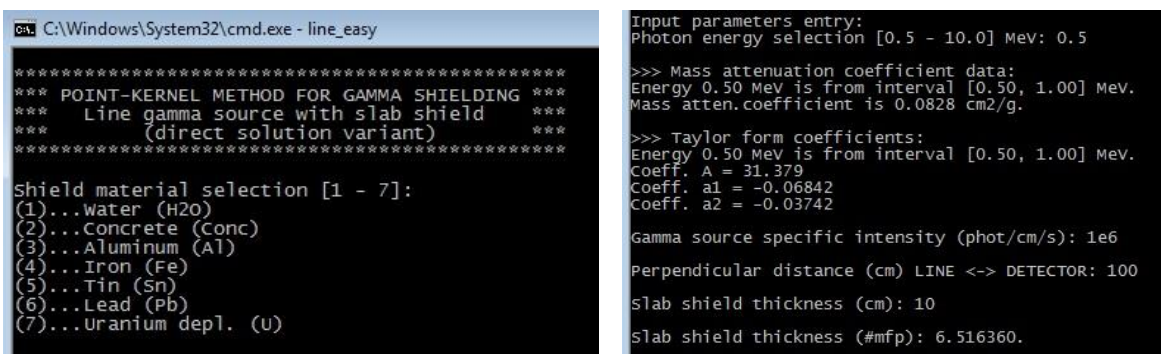 C:\Windows\System32\cmd.exe - line_easy
************************************************
*** POINT-KERNEL METHOD FOR GAMMA SHIELDING ***
*** Line gamma source with slab shield ***
*** (direct solution variant) ***
************************************************
Shield material selection [1 - 7]:
(1)...Water (H2O)
(2)...Concrete (Conc)
(3)...Aluminum (Al)
(4)...Iron (Fe)
(5)...Tin (Sn)
(6)...Lead (Pb)
(7)...Uranium depl. (U)
Input parameters entry:
Photon energy selection [0.5 - 10.0] MeV: 0.5
>>> Mass attenuation coefficient data:
Energy 0.50 MeV is from interval [0.50, 1.00] MeV.
Mass atten.coefficient is 0.0828 cm2/g.
>>> Taylor form coefficients:
Energy 0.50 MeV is from interval [0.50, 1.00] MeV.
Coeff. A = 31.379
Coeff. a1 = -0.06842
Coeff. a2 = -0.03742
Gamma source specific intensity (phot/cm/s): 1e6
Perpendicular distance (cm) LINE <-> DETECTOR: 100
Slab shield thickness (cm): 10
Slab shield thickness (#mfp): 6.516360.